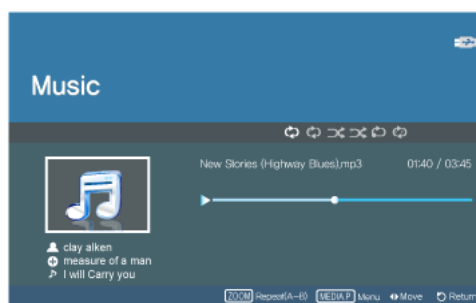 Music
New Slories (Highway Blues).mp3 01:40 / 03:45
clay aiken
measure of a man
I will Carry you
ZOOM Repeat(A-B) MEDIA.P Menu Move Return